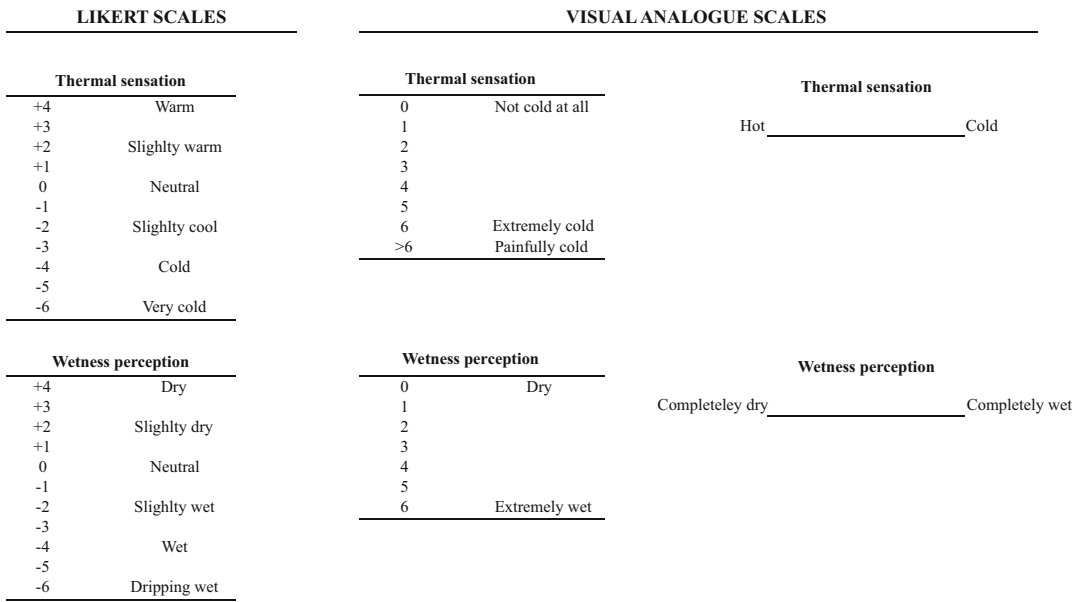 LIKERT SCALES
Thermal sensation
+4 Warm
+3
+2 Slighlty warm
+1
0 Neutral
-1
-2 Slighlty cool
-3
-4 Cold
-5
-6 Very cold
Wetness perception
+4 Dry
+3
+2 Slighlty dry
+1
0 Neutral
-1
-2 Slighlty wet
-3
-4 Wet
-5
-6 Dripping wet
VISUAL ANALOGUE SCALES
Thermal sensation
0 Not cold at all
1
2
3
4
5
6 Extremely cold
>6 Painfully cold
Wetness perception
0 Dry
1
2
3
4
5
6 Extremely wet
Thermal sensation
Hot Cold
Wetness perception
Completeley dry Completely wet